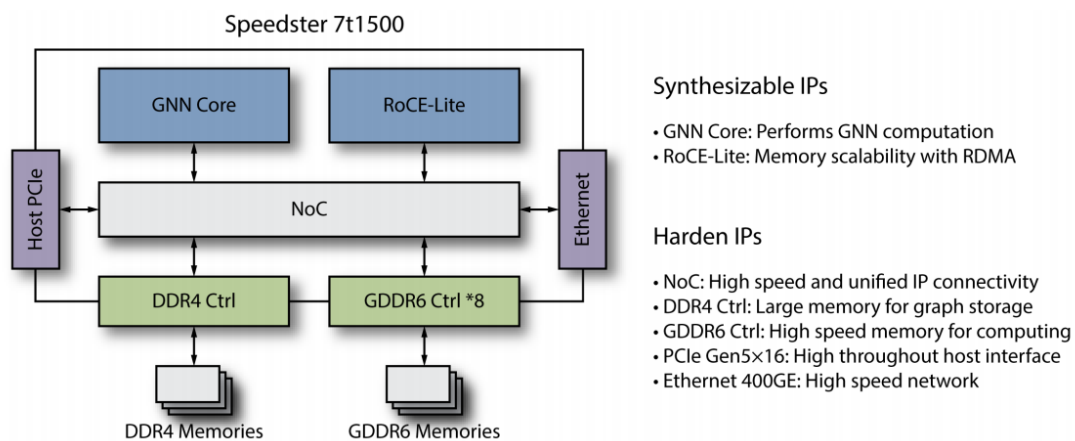 Speedster 7t1500
GNN Core
RoCE-Lite
Host PCIe
NoC
Ethernet
DDR4 Ctrl
GDDR6 Ctrl *8
DDR4 Memories
GDDR6 Memories
Synthesizable IPs
• GNN Core: Performs GNN computation
• RoCE-Lite: Memory scalability with RDMA
Harden IPs
• NoC: High speed and unified IP connectivity
• DDR4 Ctrl: Large memory for graph storage
• GDDR6 Ctrl: High speed memory for computing
• PCIe Gen5×16: High throughout host interface
• Ethernet 400GE: High speed network